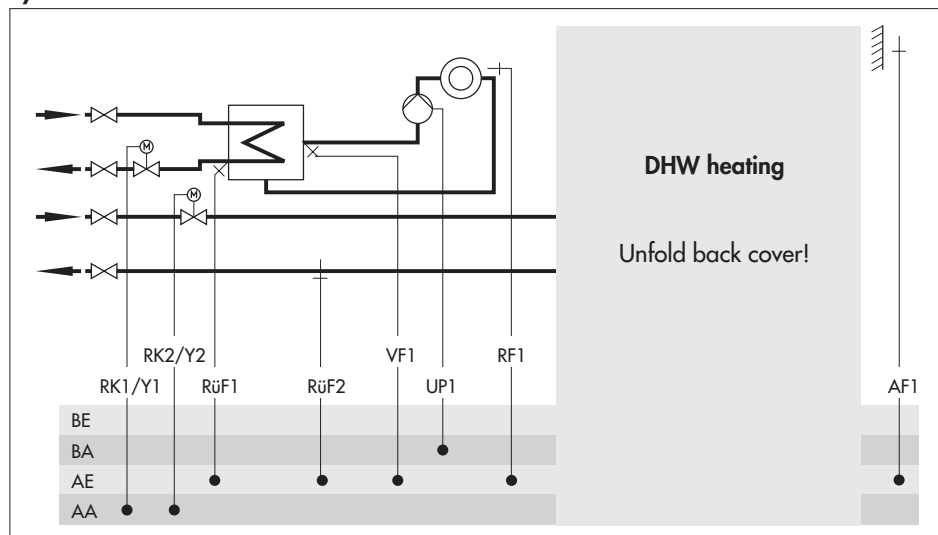 M
M
DHW heating
Unfold back cover!
RK2/Y2
VF1
RF1
RK1/Y1
RüF1
RüF2
UP1
AF1
BE
BA
AE
AA